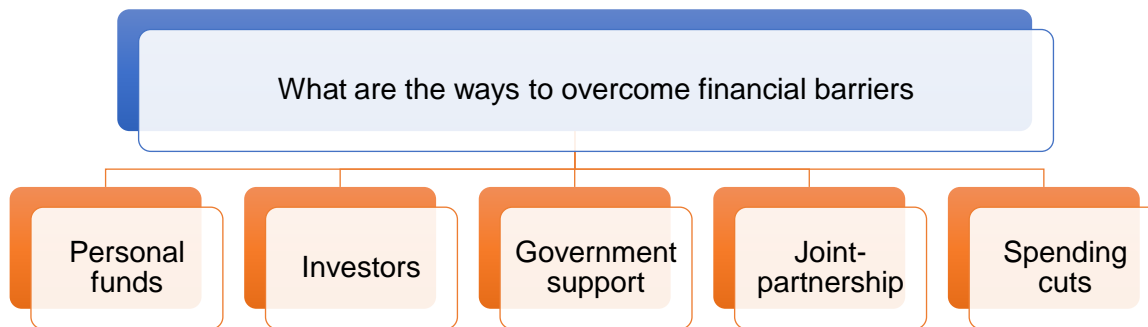 What are the ways to overcome financial barriers
Personal
funds
Investors
Government
support
Joint-
partnership
Spending
cuts